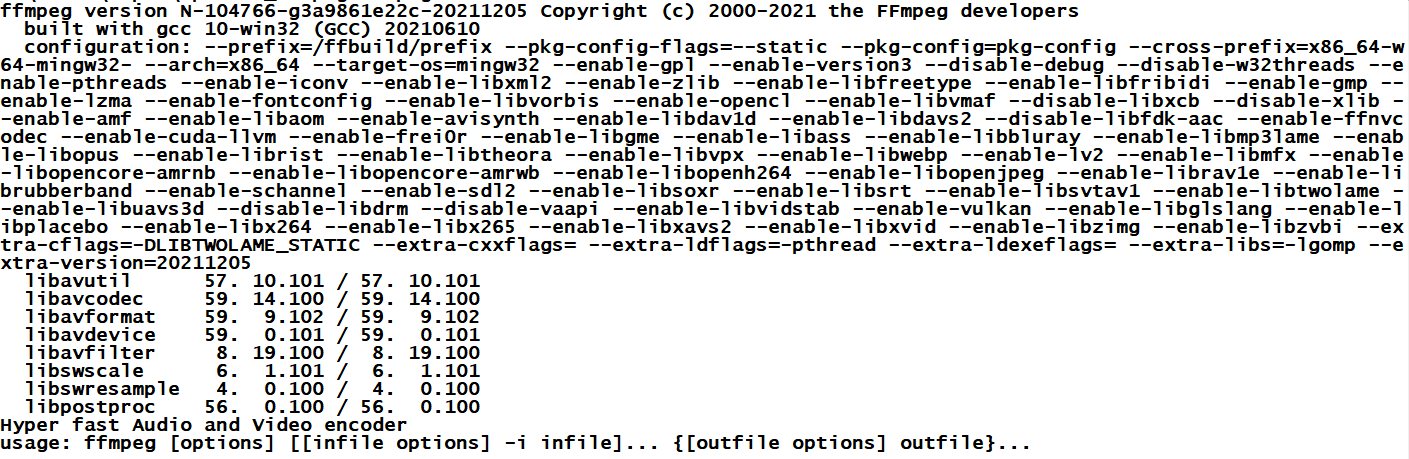 ffmpeg version N-104766-g3a9861e22c-20211205 Copyright (c) 2000-2021 the FFmpeg developers
  built with gcc 10-win32 (GCC) 20210610
  configuration: --prefix=/ffbuild/prefix --pkg-config-flags=--static --pkg-config=pkg-config --cross-prefix=x86_64-w
64-mingw32- --arch=x86_64 --target-os=mingw32 --enable-gpl --enable-version3 --disable-debug --disable-w32threads --e
nable-pthreads --enable-iconv --enable-libxml2 --enable-zlib --enable-libfreetype --enable-libfribidi --enable-gmp --
enable-lzma --enable-fontconfig --enable-libvorbis --enable-opencl --enable-libvmaf --disable-libxcb --disable-xlib -
-enable-amf --enable-libaom --enable-avisynth --enable-libdav1d --enable-libdavs2 --disable-libfdk-aac --enable-ffnvc
odec --enable-cuda-llvm --enable-frei0r --enable-libgme --enable-libass --enable-libbluray --enable-libmp3lame --enab
le-libopus --enable-librist --enable-libtheora --enable-libvpx --enable-libwebp --enable-lv2 --enable-libmfx --enable
-libopencore-amrnb --enable-libopencore-amrwb --enable-libopenh264 --enable-libopenjpeg --enable-librav1e --enable-li
brubberband --enable-schannel --enable-sdl2 --enable-libsoxr --enable-libsrt --enable-libsvtav1 --enable-libtwolame -
-enable-libuavs3d --disable-libdrm --disable-vaapi --enable-libvidstab --enable-vulkan --enable-libglslang --enable-l
ibplacebo --enable-libx264 --enable-libx265 --enable-libxavs2 --enable-libxvid --enable-libzimg --enable-libzvbi --ex
tra-cflags=-DLIBTWOLAME_STATIC --extra-cxxflags= --extra-ldflags=-pthread --extra-ldexeflags= --extra-libs=-lgomp --e
xtra-version=20211205
  libavutil      57. 10.101 / 57. 10.101
  libavcodec     59. 14.100 / 59. 14.100
  libavformat    59.  9.102 / 59.  9.102
  libavdevice    59.  0.101 / 59.  0.101
  libavfilter     8. 19.100 /  8. 19.100
  libswscale      6.  1.101 /  6.  1.101
  libswresample   4.  0.100 /  4.  0.100
  libpostproc    56.  0.100 / 56.  0.100
Hyper fast Audio and Video encoder
usage: ffmpeg [options] [[infile options] -i infile]... {[outfile options] outfile}...